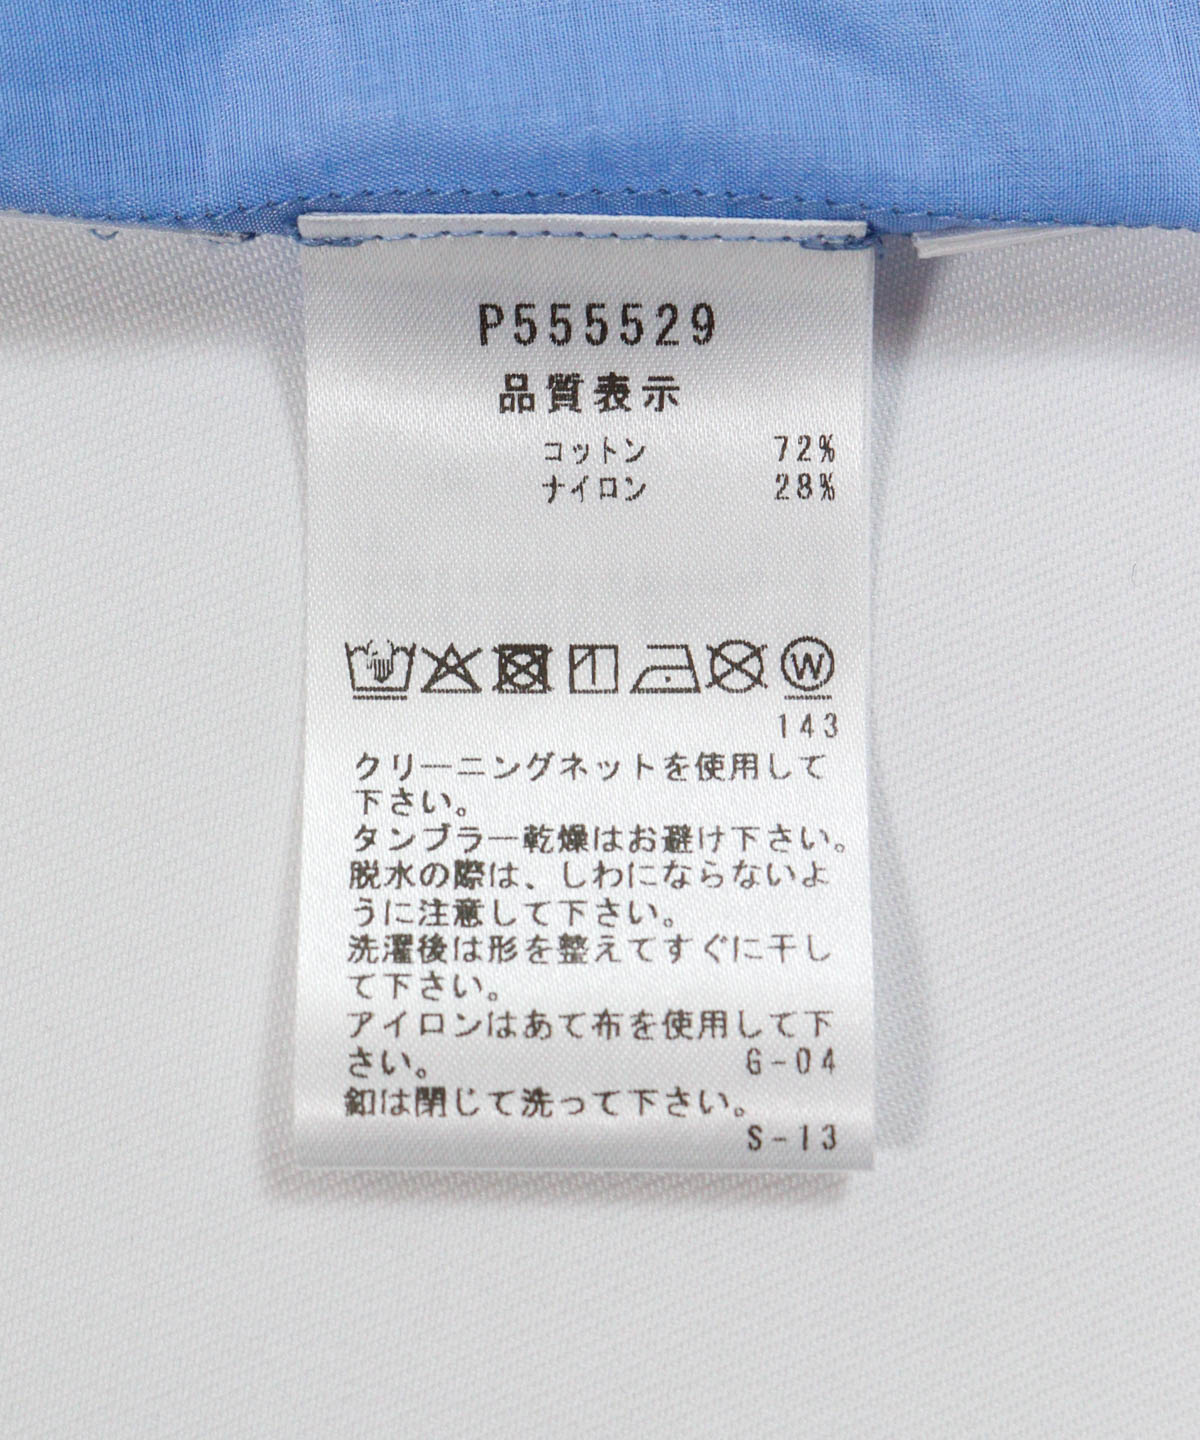 P555529
品質表示
コットン 72%
ナイロン 28%
W
143
クリーニングネットを使用して
下さい。
タンブラー乾燥はお避け下さい。
脱水の際は、しわにならないよ
うに注意して下さい。
洗濯後は形を整えてすぐに干し
て下さい。
アイロンはあて布を使用して下
さい。 G-04
釦は閉じて洗って下さい。
S-13